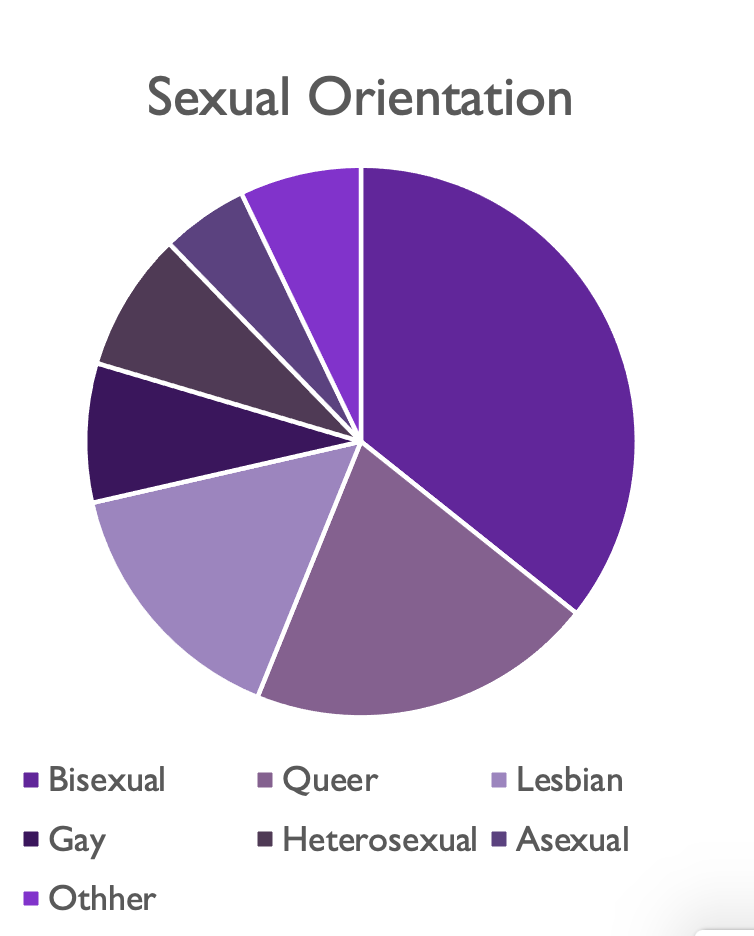 Sexual Orientation
Bisexual Queer Lesbian
Gay Heterosexual Asexual
Othher